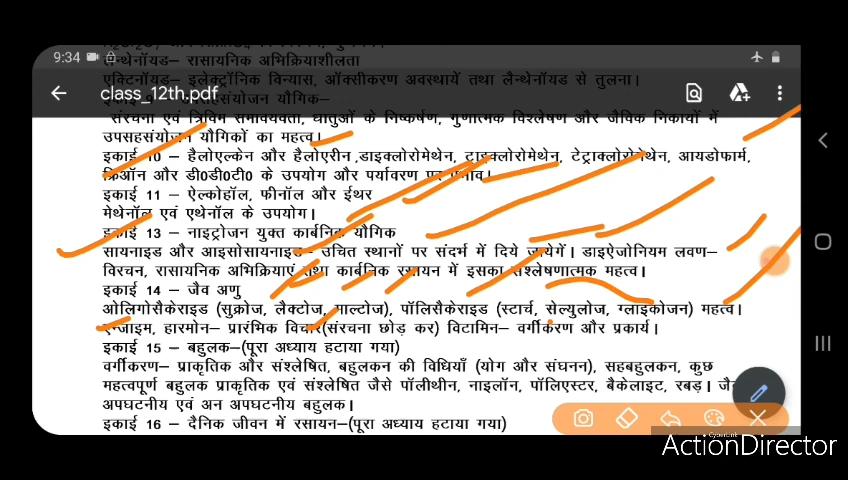 9:34
लैन्थेनॉयड– रासायनिक अभिक्रियाशीलता
एक्टिनॉयड– इलेक्ट्रॉनिक विन्यास, ऑक्सीकरण अवस्थायें तथा लैन्थेनॉयड से तुलना।
class_12th.pdf
संरचना एवं त्रिविम समावयवता, धातुओं के निष्कर्षण, गुणात्मक विश्लेषण और जैविक निकायों में
उपसहसंयोजन यौगिकों का महत्व।
इकाई 10 – हैलोएल्केन और हैलोएरीन ,डाइक्लोरोमेथेन, ट्राइक्लोरोमेथेन, टेट्राक्लोरोमेथेन, आयडोफार्म,
फ्रिऑन और डी0डी0टी0 के उपयोग और पर्यावरण पर प्रभाव।
इकाई 11 – ऐल्कोहॉल, फीनॉल और ईथर
मेथेनॉल एवं एथेनॉल के उपयोग।
इकाई 13 – नाइट्रोजन युक्त कार्बनिक यौगिक
सायनाइड और आइसोसायनाइड– उचित स्थानों पर संदर्भ में दिये जायेगें। डाइऐज़ोनियम लवण–
विरचन, रासायनिक अभिक्रियाएं तथा कार्बनिक रसायन में इसका संश्लेषणात्मक महत्व।
इकाई 14 – जैव अणु
ओलिगोसैकेराइड (सुक्रोज, लैक्टोज, माल्टोज), पॉलिसैकेराइड (स्टार्च, सेल्युलोज, ग्लाइकोजन) महत्व।
एन्जाइम, हारमोन– प्रारंभिक विचार(संरचना छोड़ कर) विटामिन– वर्गीकरण और प्रकार्य।
इकाई 15 – बहुलक–(पूरा अध्याय हटाया गया)
वर्गीकरण– प्राकृतिक और संश्लेषित, बहुलकन की विधियाँ (योग और संघनन), सहबहुलकन, कुछ
महत्वपूर्ण बहुलक प्राकृतिक एवं संश्लेषित जैसे पॉलीथीन, नाइलॉन, पॉलिएस्टर, बैकेलाइट, रबड़।
अपघटनीय एवं अन अपघटनीय बहुलक।
इकाई 16 – दैनिक जीवन में रसायन–(पूरा अध्याय हटाया गया)
CyberLink
ActionDirector